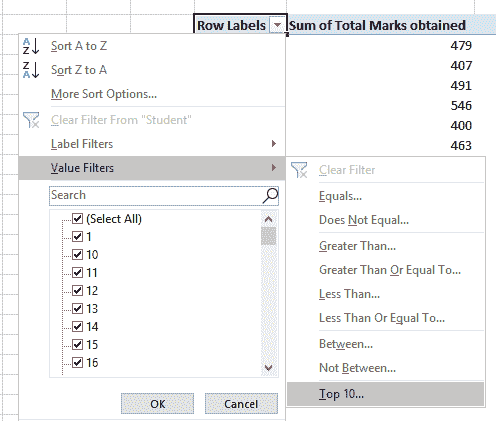 Row Labels Sum of Total Marks obtained
479
407
491
546
400
463
A
Z Sort A to Z
Z
A Sort Z to A
More Sort Options...
Clear Filter From "Student"
Label Filters
Value Filters
Search
(Select All)
1
10
11
12
13
14
15
16
OK Cancel
Clear Filter
Equals...
Does Not Equal...
Greater Than...
Greater Than Or Equal To...
Less Than...
Less Than Or Equal To...
Between...
Not Between...
Top 10...